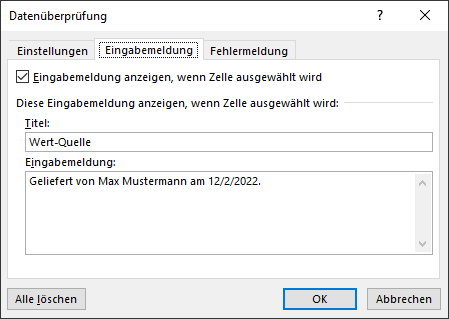 Datenüberprüfung
Einstellungen Eingabemeldung Fehlermeldung
Eingabemeldung anzeigen, wenn Zelle ausgewählt wird
Diese Eingabemeldung anzeigen, wenn Zelle ausgewählt wird:
Titel:
Wert-Quelle
Eingabemeldung:
Geliefert von Max Mustermann am 12/2/2022.
Alle löschen OK Abbrechen